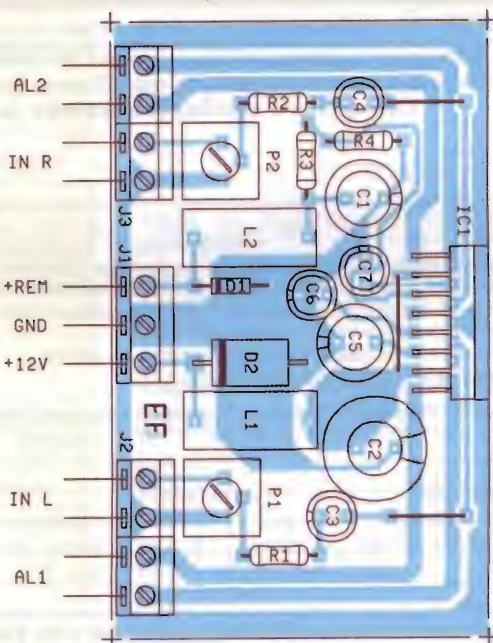 AL2
IN R
+REM
GND
+12V
IN L
AL1
J3
J1
J2
R2
C4
P2
R3
R4
C1
L2
C7
D1
C6
C5
IC1
D2
L1
EF
C2
P1
C3
R1